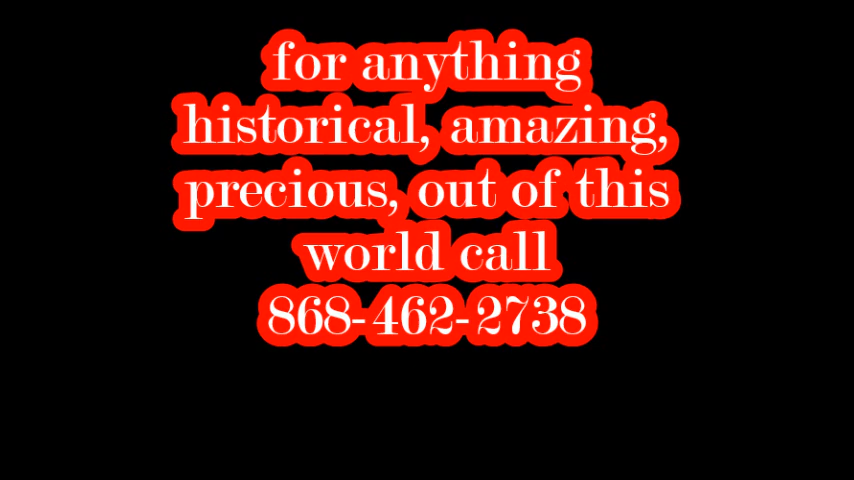 for anything
historical, amazing,
precious, out of this
world call
868-462-2738